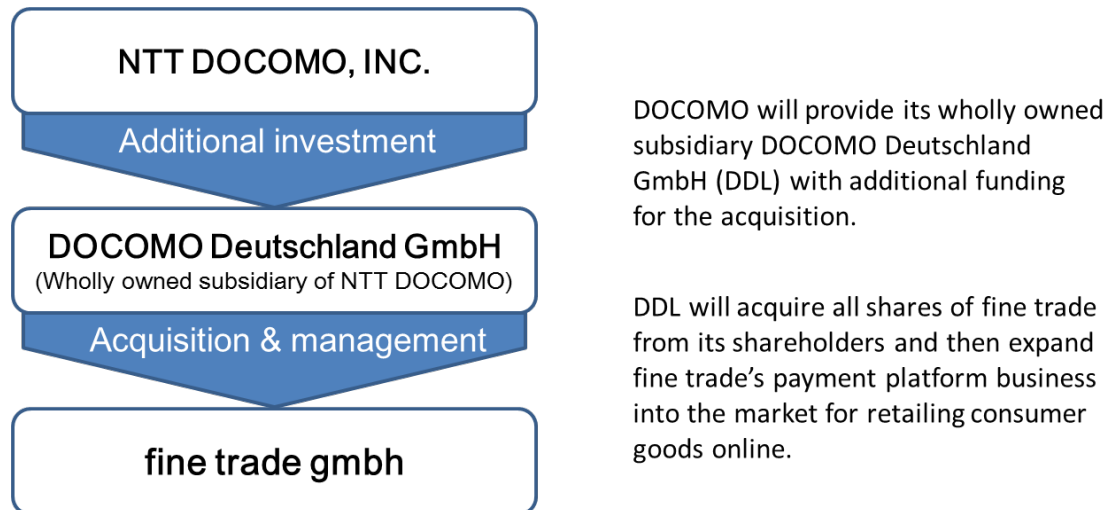 NTT DOCOMO, INC.
Additional investment
DOCOMO Deutschland GmbH
(Wholly owned subsidiary of NTT DOCOMO)
Acquisition & management
fine trade gmbh
DOCOMO will provide its wholly owned
subsidiary DOCOMO Deutschland
GmbH (DDL) with additional funding
for the acquisition.
DDL will acquire all shares of fine trade
from its shareholders and then expand
fine trade’s payment platform business
into the market for retailing consumer
goods online.